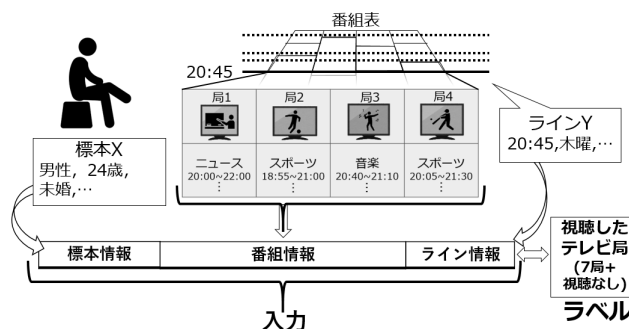 番組表
20:45
局1
局2
局3
局4
ニュース
20:00~22:00
⋮
スポーツ
18:55~21:00
⋮
音楽
20:40~21:10
⋮
スポーツ
20:05~21:30
⋮
標本X
男性，24歳，
未婚,…
ラインY
20:45,木曜,…
標本情報
番組情報
ライン情報
視聴した
テレビ局
(7局+
視聴なし)
ラベル
入力